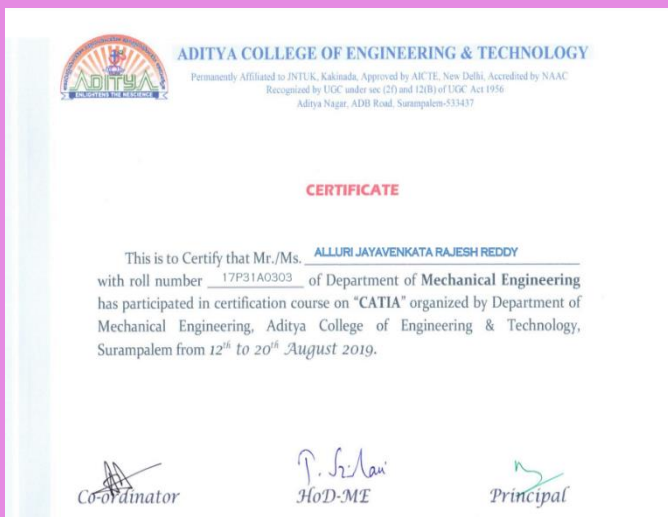 ADITYA
ENLIGHTENS THE NESCIENCE
ADITYA COLLEGE OF ENGINEERING & TECHNOLOGY
Permanently Affiliated to JNTUK, Kakinada, Approved by AICTE, New Delhi, Accredited by NAAC
Recognized by UGC under sec (2f) and 12(B) of UGC Act 1956
Aditya Nagar, ADB Road, Surampalem-533437
CERTIFICATE
This is to Certify that Mr./Ms. ALLURI JAYAVENKATA RAJESH REDDY
with roll number 17P31A0303 of Department of Mechanical Engineering
has participated in certification course on “CATIA” organized by Department of
Mechanical Engineering, Aditya College of Engineering & Technology,
Surampalem from 12th to 20th August 2019.
Co-ordinator
HoD-ME
Principal